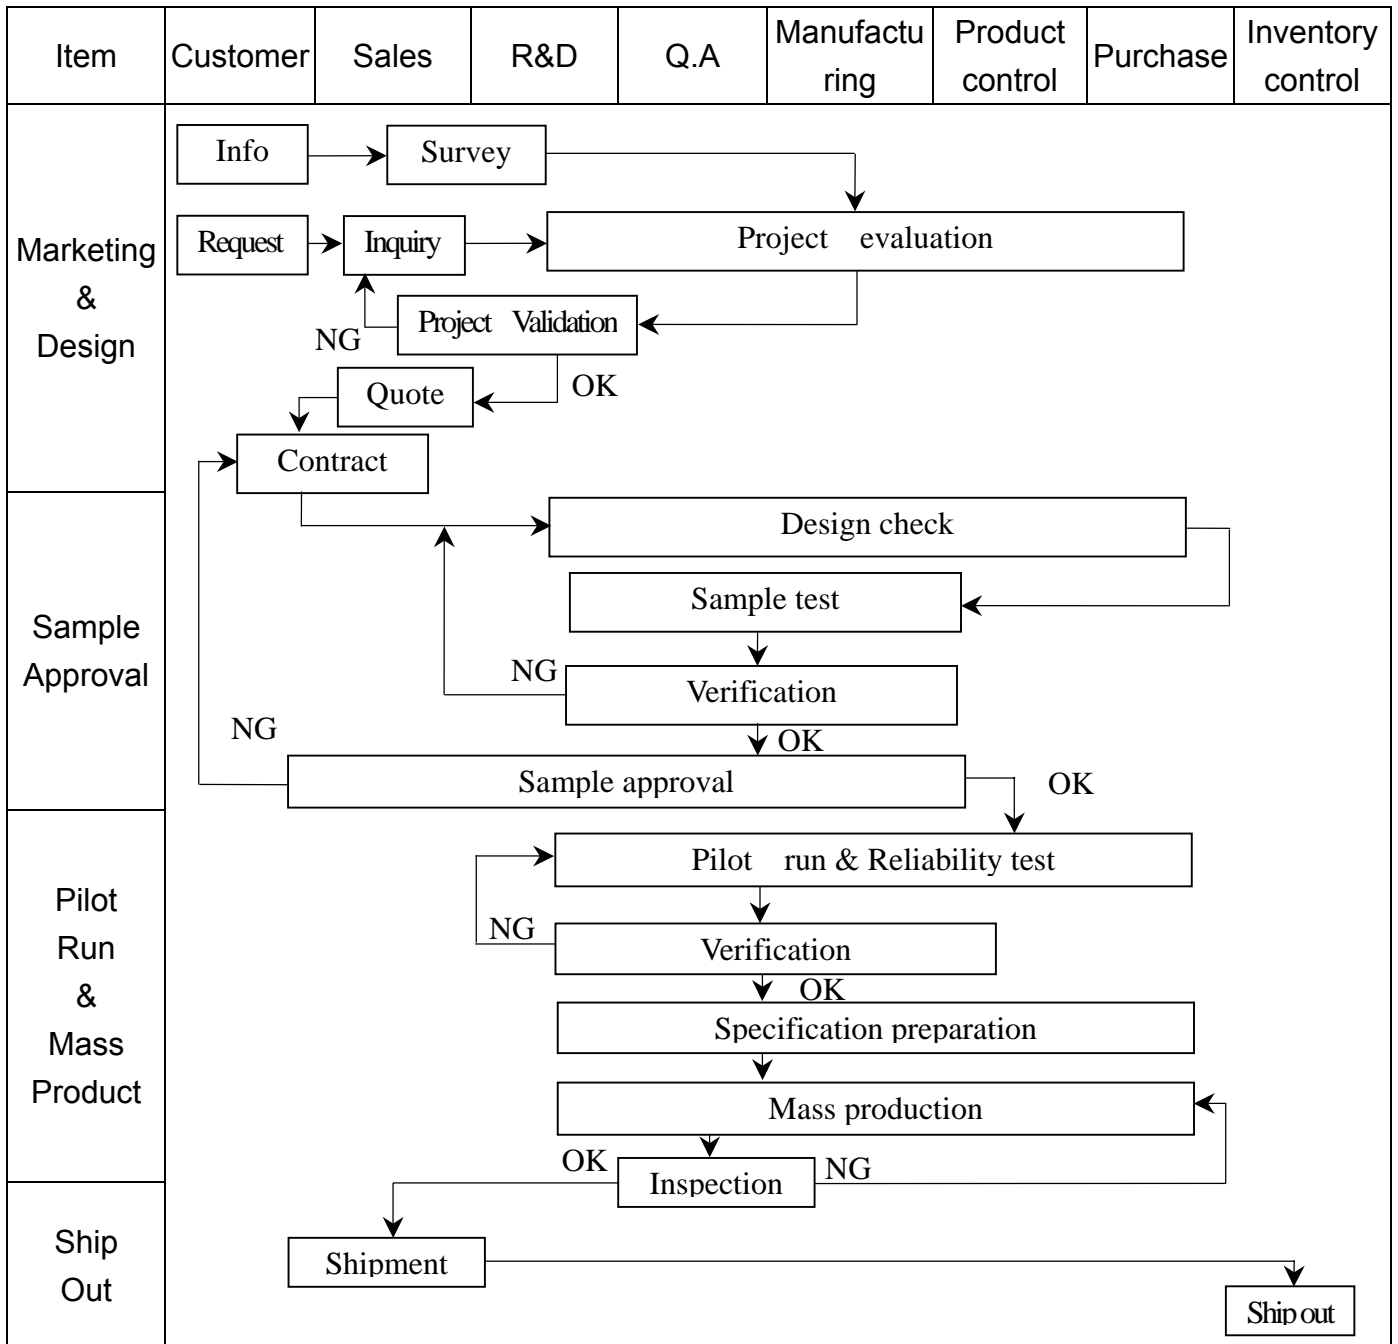 Item
Customer
Sales
R&D
Q.A
Manufactu
ring
Product
control
Purchase
Inventory
control
Marketing
&
Design
Info
Survey
Request
Inquiry
Project evaluation
NG
Project Validation
OK
Quote
Contract
Sample
Approval
Design check
Sample test
NG
Verification
NG
OK
Sample approval
OK
Pilot
Run
&
Mass
Product
Pilot run & Reliability test
NG
Verification
OK
Specification preparation
Mass production
OK
Inspection
NG
Ship
Out
Shipment
Ship out